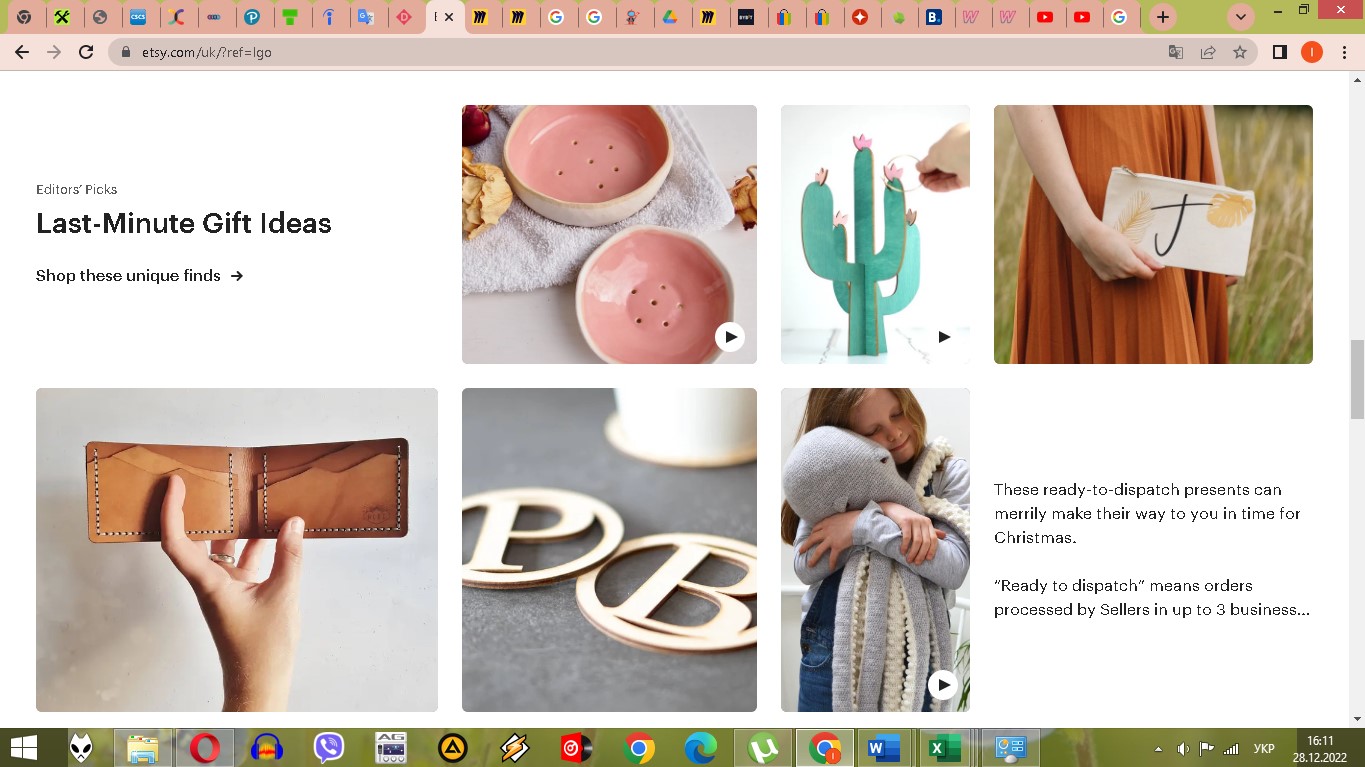 etsy.com/uk/?ref=lgo
Editors’ Picks
Last-Minute Gift Ideas
Shop these unique finds →
J
P
B
These ready-to-dispatch presents can
merrily make their way to you in time for
Christmas.
“Ready to dispatch” means orders
processed by Sellers in up to 3 business...
УКР
16:11
28.12.2022